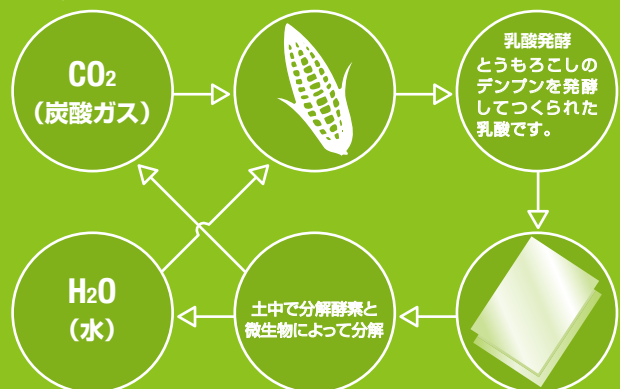 CO2
（炭酸ガス）
乳酸発酵
とうもろこしの
デンプンを発酵
してつくられた
乳酸です。
H2O
（水）
土中で分解酵素と
微生物によって分解